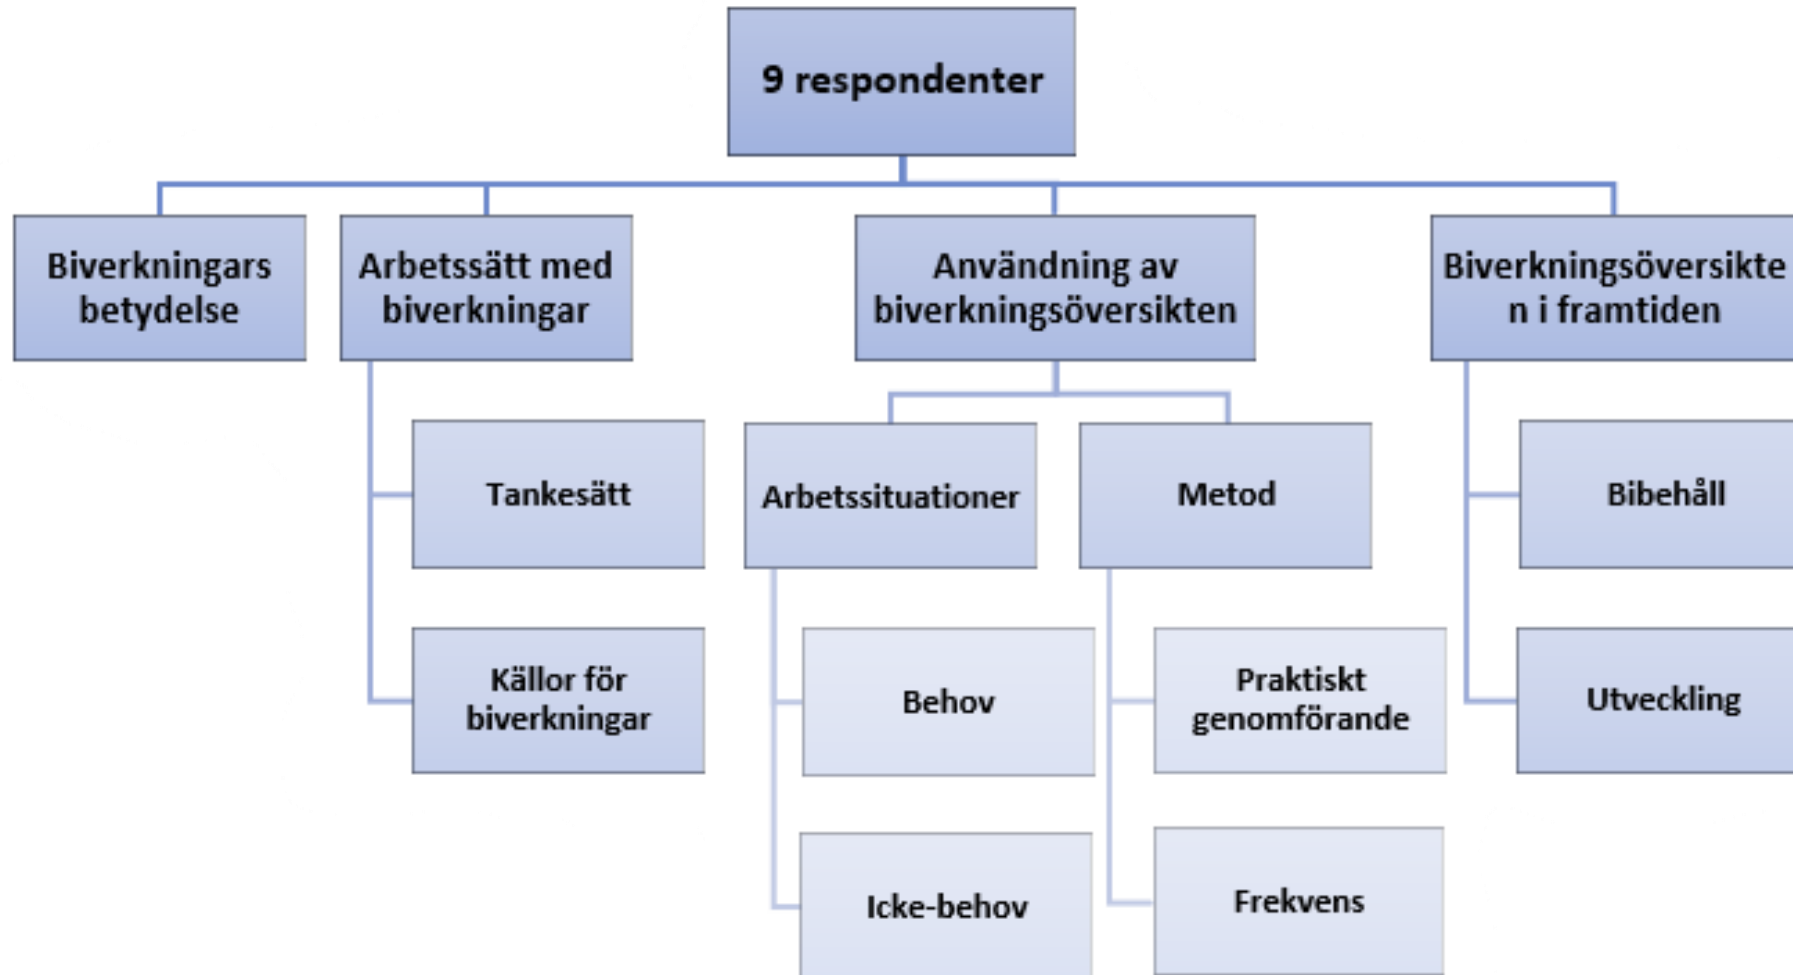 9 respondenter
Biverkningars
betydelse
Arbetssätt med
biverkningar
Användning av
biverkningsöversikten
Biverkningsöversikte
n i framtiden
Tankesätt
Arbetssituationer
Metod
Bibehåll
Källor för
biverkningar
Behov
Praktiskt
genomförande
Utveckling
Icke-behov
Frekvens